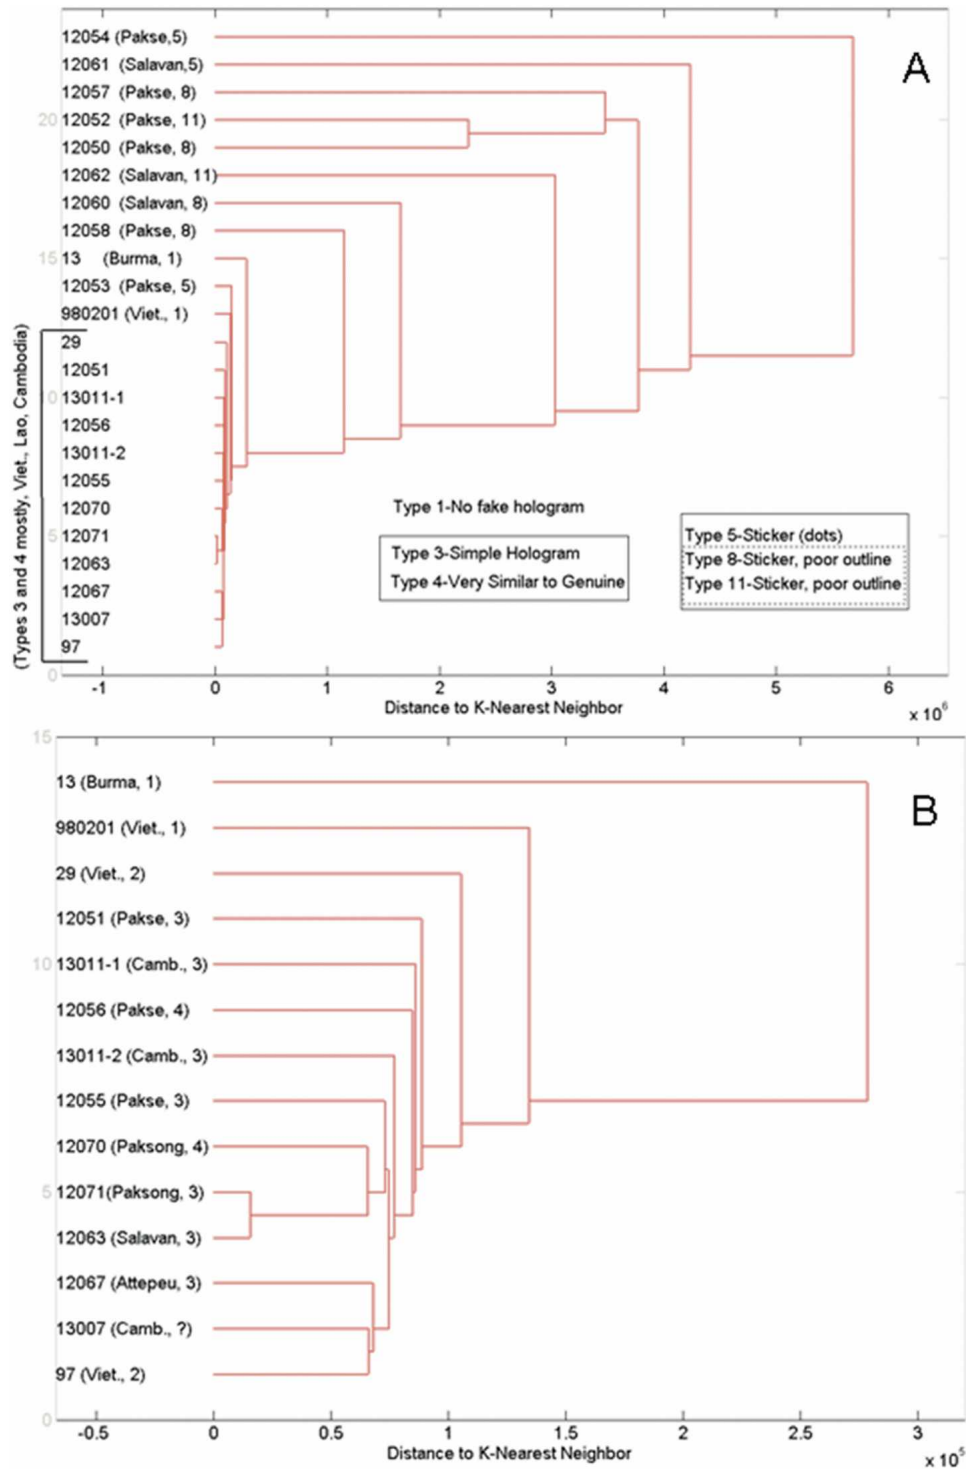 A
12054 (Pakse,5)
12061 (Salavan,5)
12057 (Pakse, 8)
20 12052 (Pakse, 11)
12050 (Pakse, 8)
12062 (Salavan, 11)
12060 (Salavan, 8)
12058 (Pakse, 8)
15 13 (Burma, 1)
12053 (Pakse, 5)
980201 (Viet., 1)
(Types 3 and 4 mostly, Viet., Lao, Cambodia)
29
12051
10 13011-1
12056
13011-2
12055
12070
5 12071
12063
12067
13007
97
0
Type 1-No fake hologram
Type 3-Simple Hologram
Type 4-Very Similar to Genuine
Type 5-Sticker (dots)
Type 8-Sticker, poor outline
Type 11-Sticker, poor outline
-1 0 1 2 3 4 5 6
Distance to K-Nearest Neighbor
x 10⁶
15
B
13 (Burma, 1)
980201 (Viet., 1)
29 (Viet., 2)
12051 (Pakse, 3)
10 13011-1 (Camb., 3)
12056 (Pakse, 4)
13011-2 (Camb., 3)
12055 (Pakse, 3)
12070 (Paksong, 4)
5 12071(Paksong, 3)
12063 (Salavan, 3)
12067 (Attepeu, 3)
13007 (Camb., ?)
97 (Viet., 2)
0
-0.5 0 0.5 1 1.5 2 2.5 3
Distance to K-Nearest Neighbor
x 10⁵